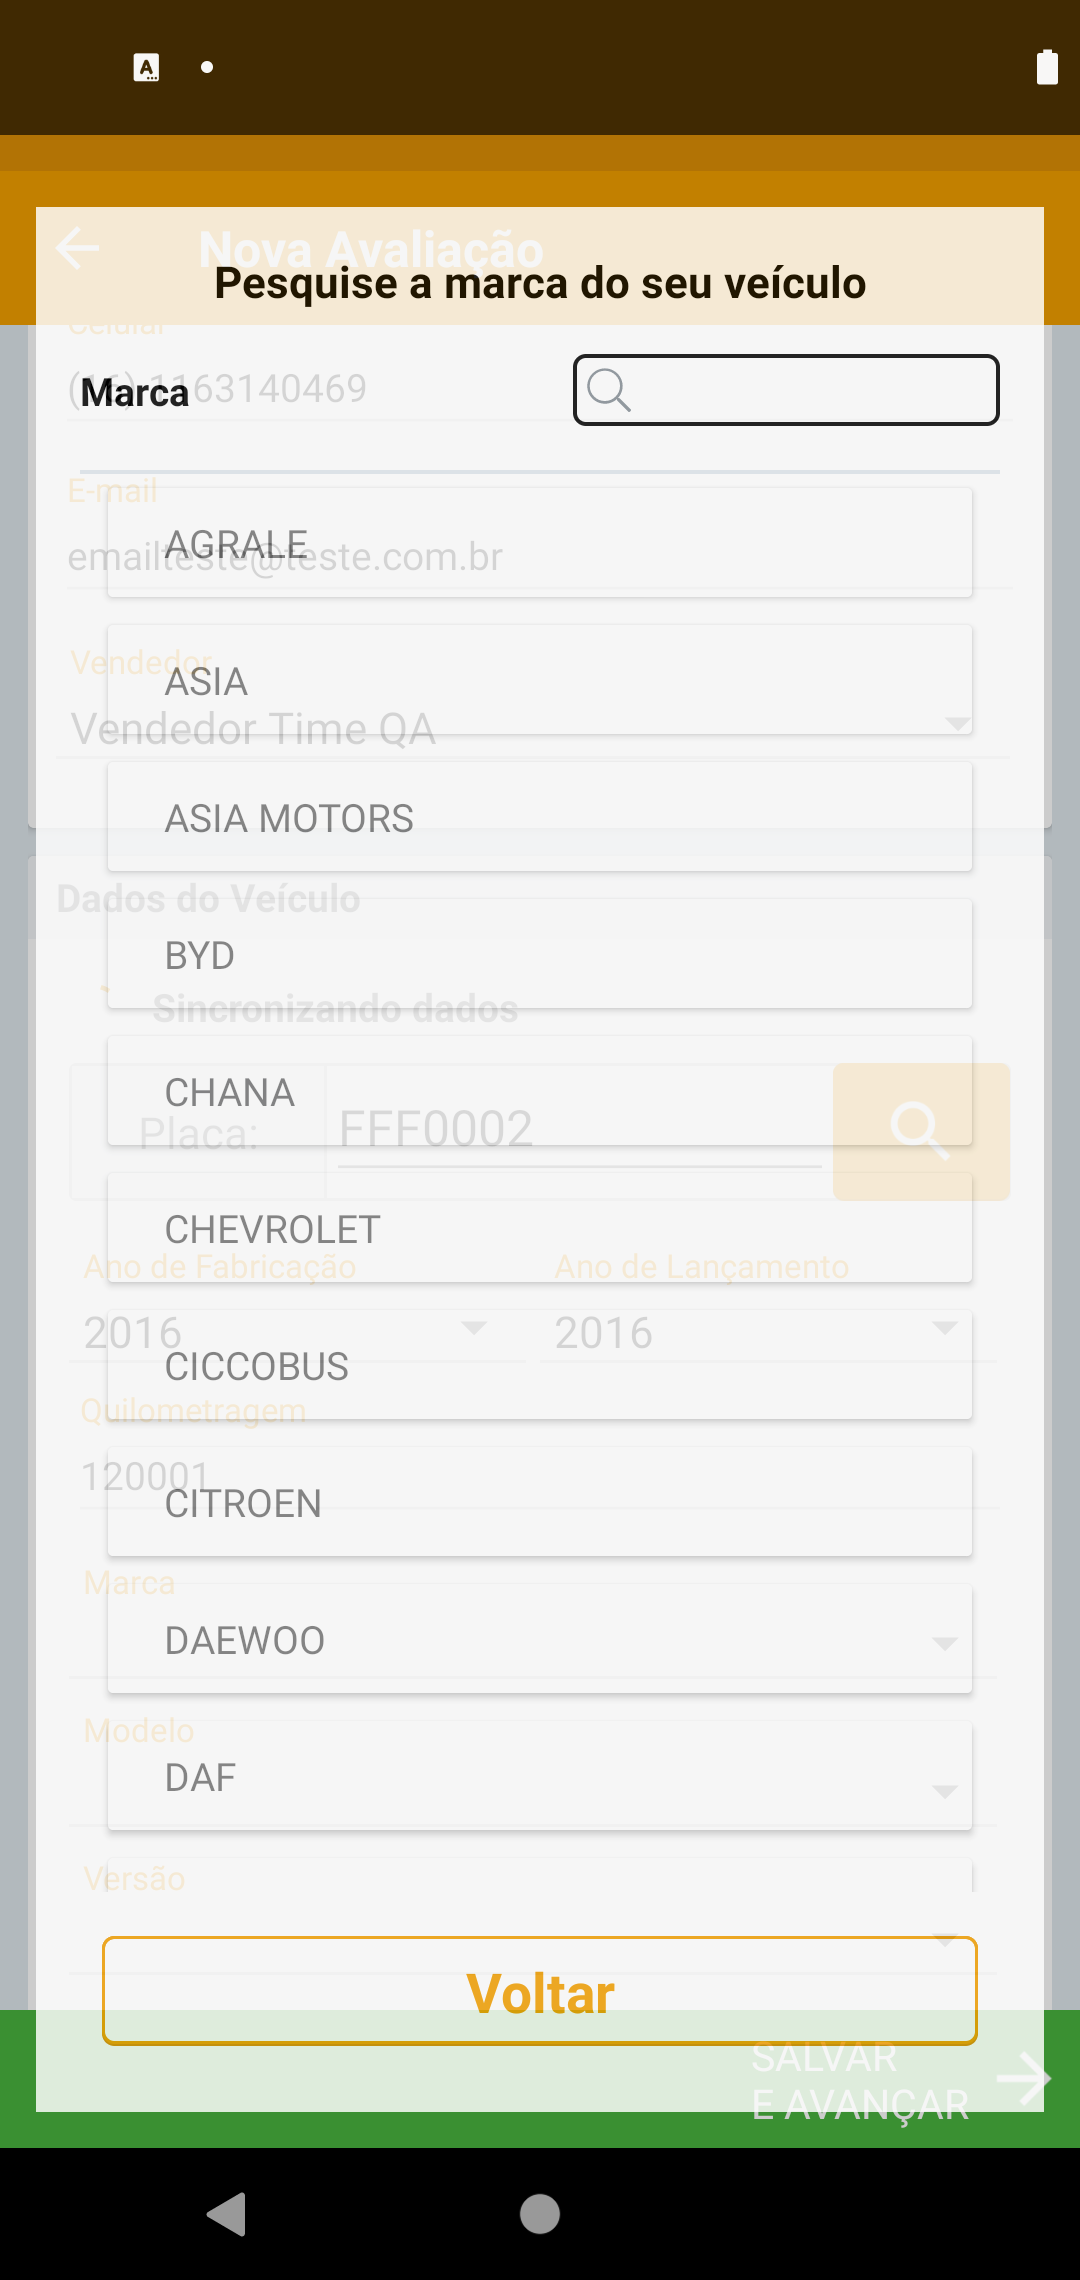 Nova Avaliação
Pesquise a marca do seu veículo
Celular
Marca
(16) 1163140469
E-mail
AGRALE
emailteste@teste.com.br
Vendedor
ASIA
Vendedor Time QA
ASIA MOTORS
Dados do Veículo
BYD
Sincronizando dados
CHANA
Placa: FFF0002
CHEVROLET
Ano de Fabricação Ano de Lançamento
2016 2016
CICCOBUS
Quilometragem
120001
CITROEN
Marca
DAEWOO
Modelo
DAF
Versão
Voltar
SALVAR
E AVANÇAR